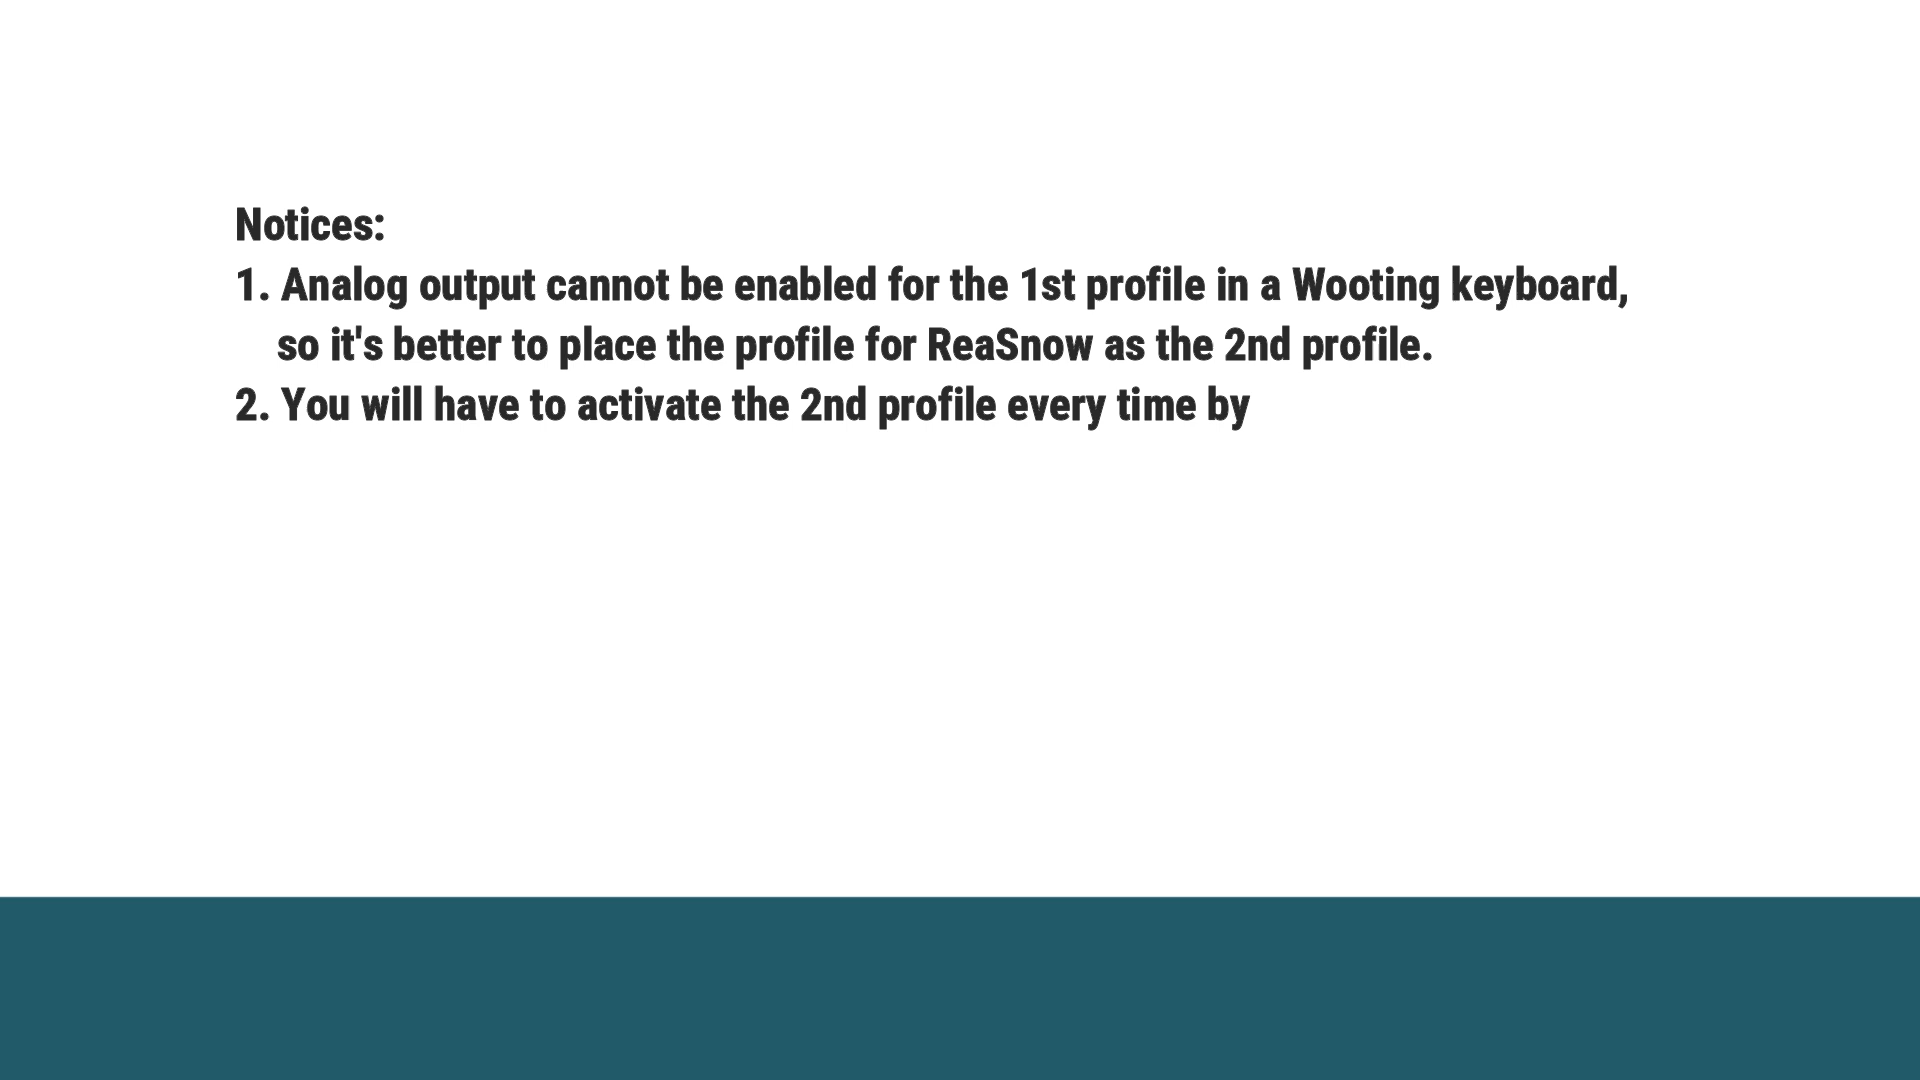 Notices:
1. Analog output cannot be enabled for the 1st profile in a Wooting keyboard,
so it's better to place the profile for ReaSnow as the 2nd profile.
2. You will have to activate the 2nd profile every time by